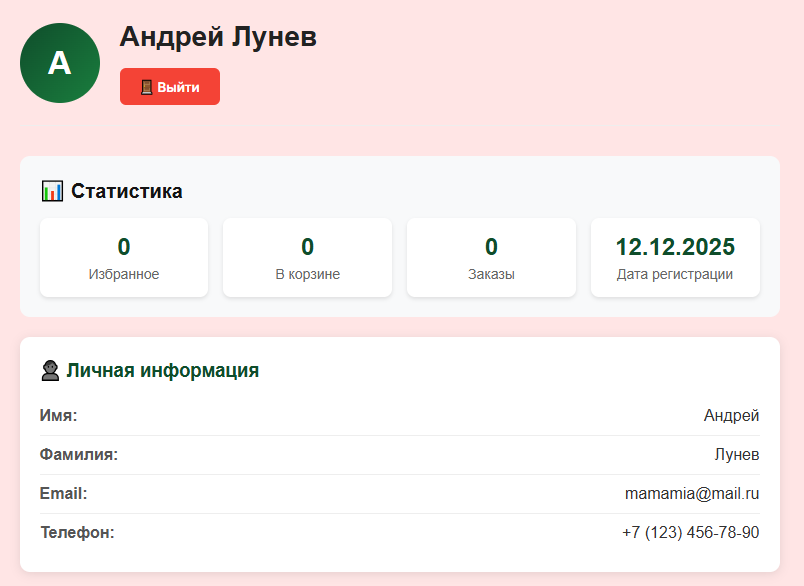 А
Андрей Лунев
Выйти
Статистика
0
Избранное
0
В корзине
0
Заказы
12.12.2025
Дата регистрации
Личная информация
Имя: Андрей
Фамилия: Лунев
Email: mamamia@mail.ru
Телефон: +7 (123) 456-78-90